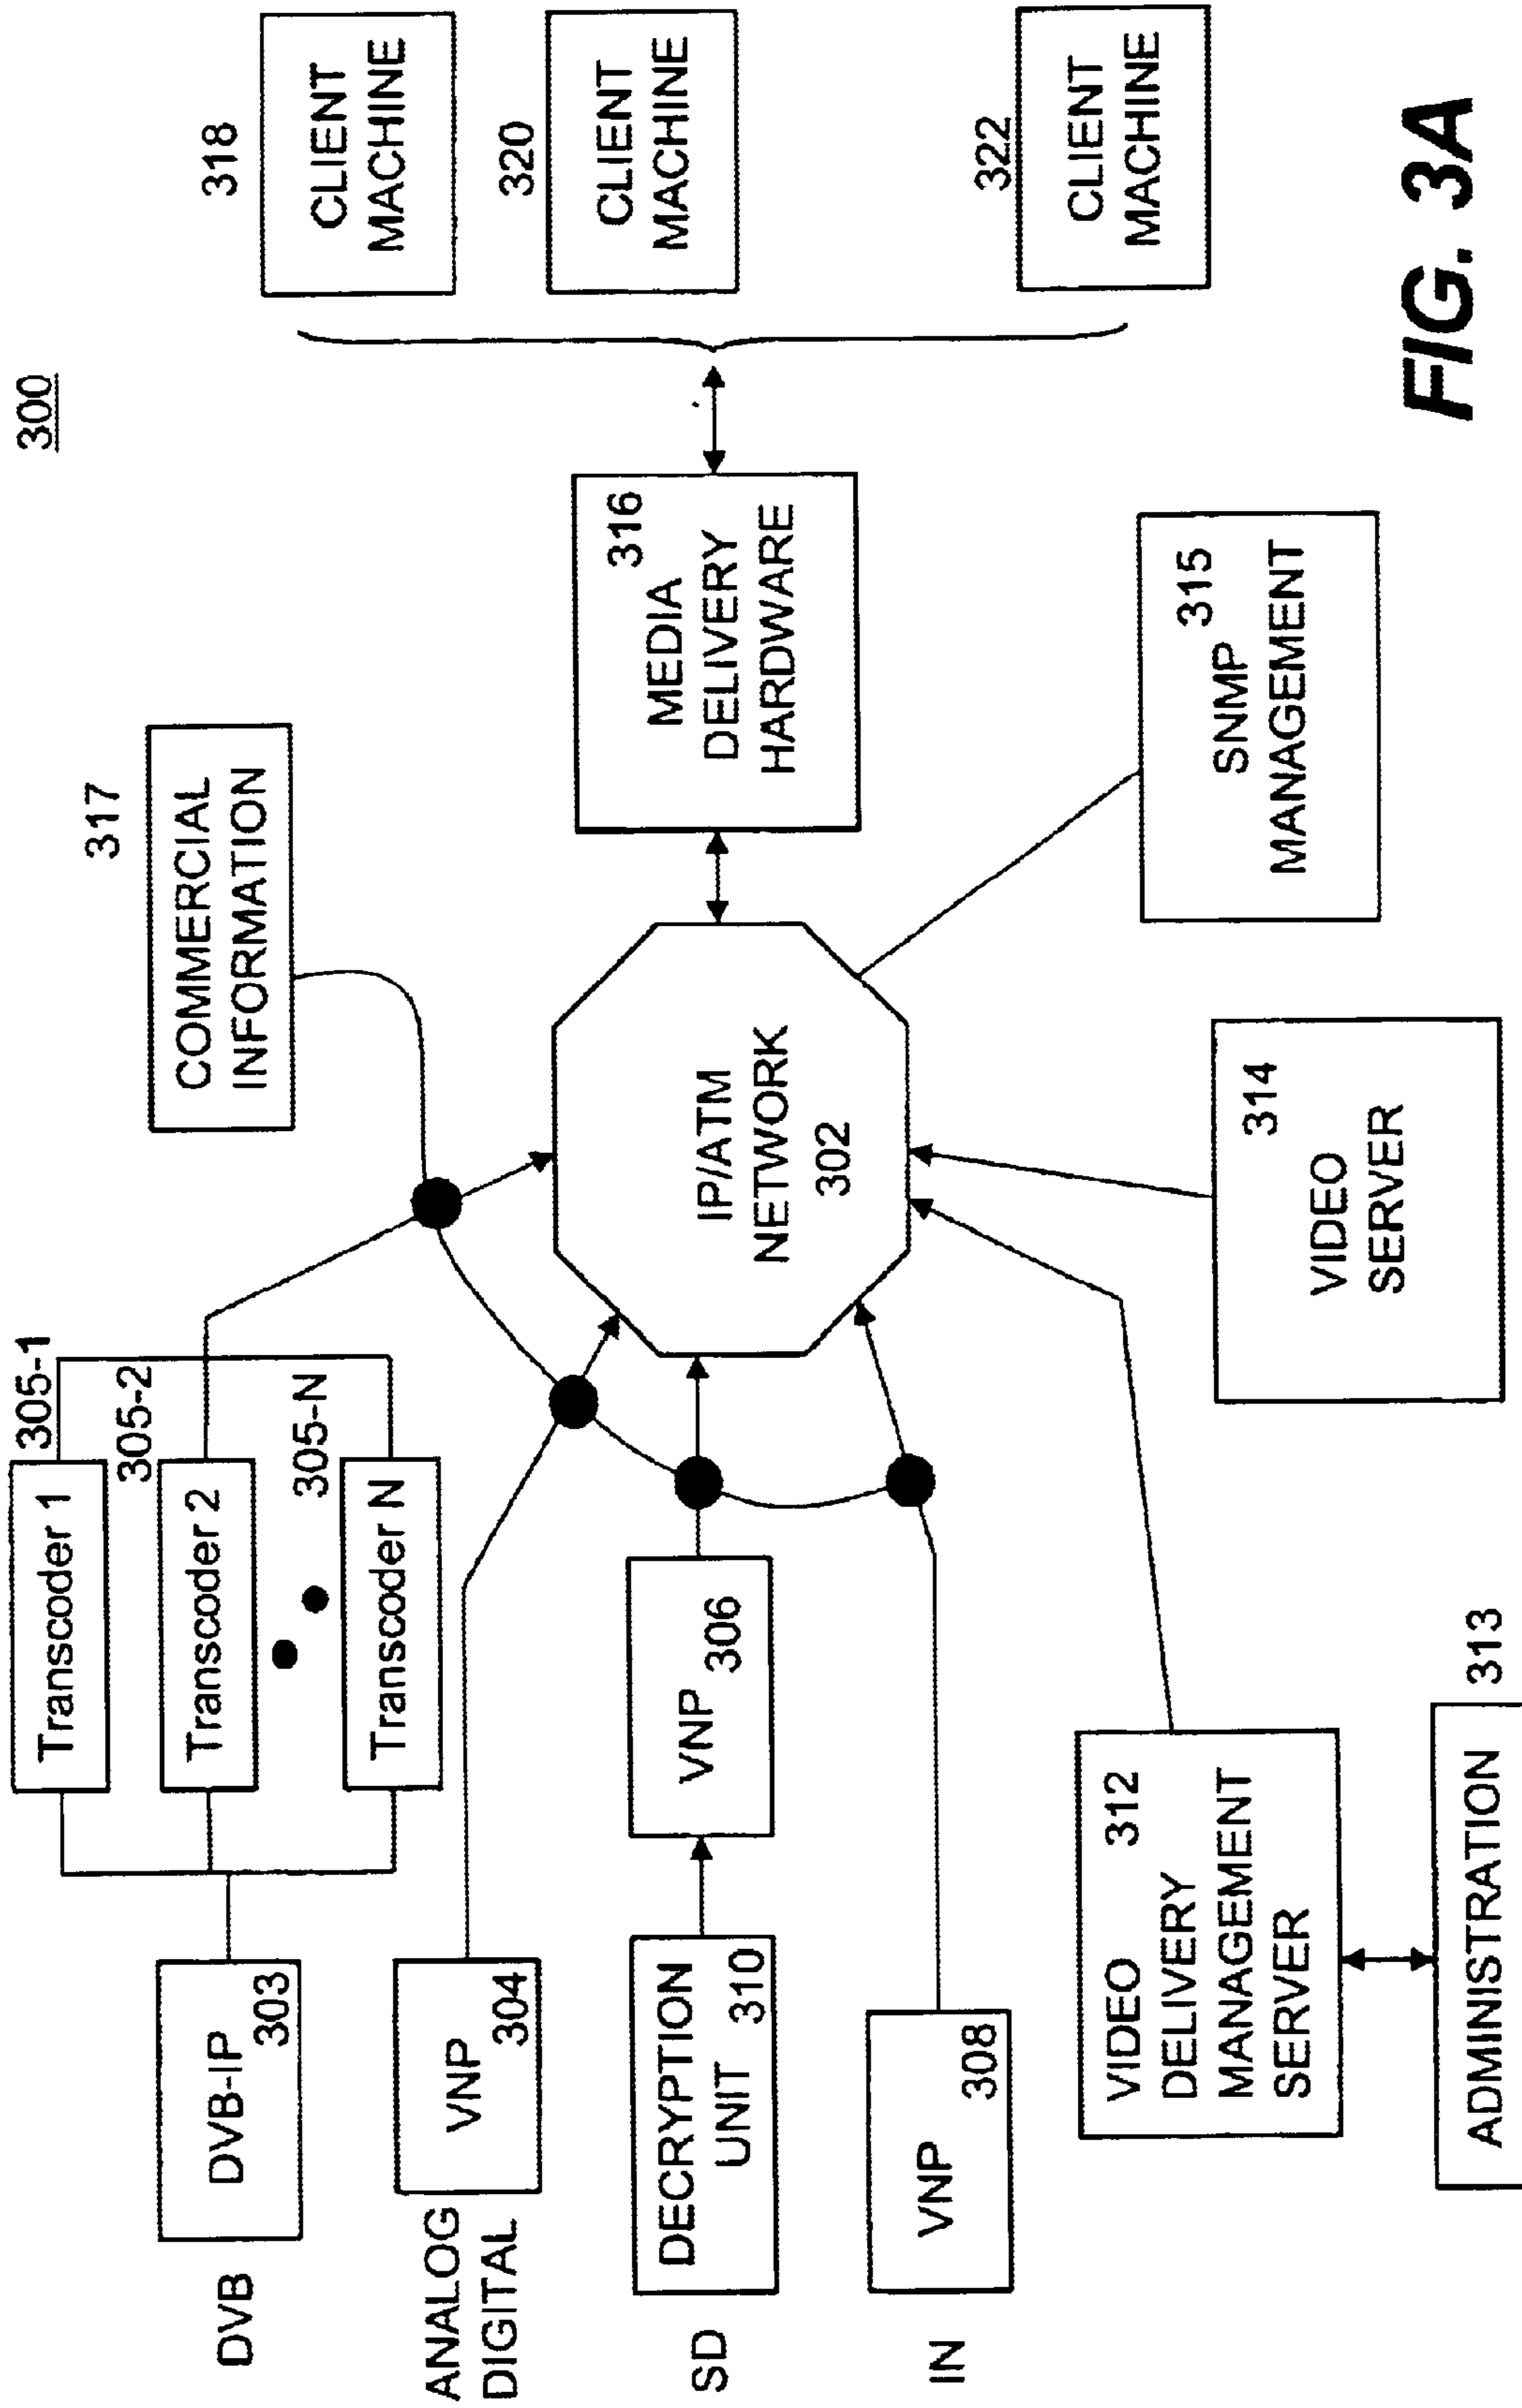 300
DVB
DVB-IP
303
Transcoder 1
305-1
Transcoder 2
305-2
Transcoder N
305-N
COMMERCIAL
INFORMATION
317
ANALOG
DIGITAL
VNP
304
SD
DECRYPTION
UNIT
310
VNP
306
IN
VNP
308
IP/ATM
NETWORK
302
316
MEDIA
DELIVERY
HARDWARE
318
CLIENT
MACHINE
320
CLIENT
MACHINE
322
CLIENT
MACHINE
VIDEO
312
DELIVERY
MANAGEMENT
SERVER
ADMINISTRATION
313
314
VIDEO
SERVER
315
SNMP
MANAGEMENT
FIG. 3A